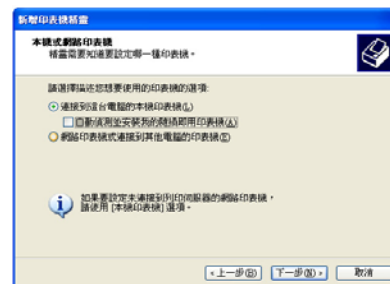 新增印表機精靈
本機或網路印表機
精靈需要知道要設定哪一種印表機。
請選擇描述您想要使用的印表機的選項:
連接到這台電腦的本機印表機(L)
自動偵測並安裝我的隨插即用印表機(A)
網路印表機或連接到其他電腦的印表機(E)
如果要設定未連接到列印伺服器的網路印表機,
請使用 [本機印表機] 選項。
<上一步(B)
下一步(N)>
取消